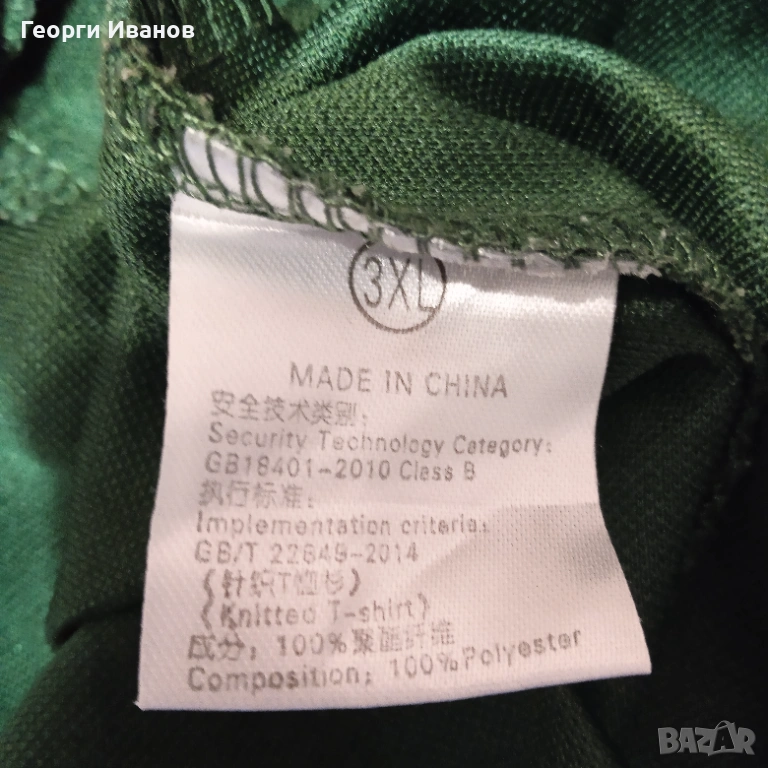 Георги Иванов
3XL
MADE IN CHINA
安全技术类别:
Security Technology Category:
GB18401-2010 Class B
执行标准:
Implementation criteria:
GB/T 22849-2014
《针织T恤衫》
《Knitted T-shirt》
成分: 100%聚酯纤维
Composition: 100%Polyester
BAZAR